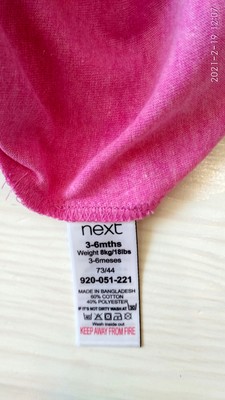 2021-2-19 12:07
next
3-6mths
Weight 8kg/18lbs
3-6meses
73/44
920-051-221
MADE IN BANGLADESH
60% COTTON
40% POLYESTER
IF IT'S NOT DIRTY WASH AT
Wash inside out
KEEP AWAY FROM FIRE